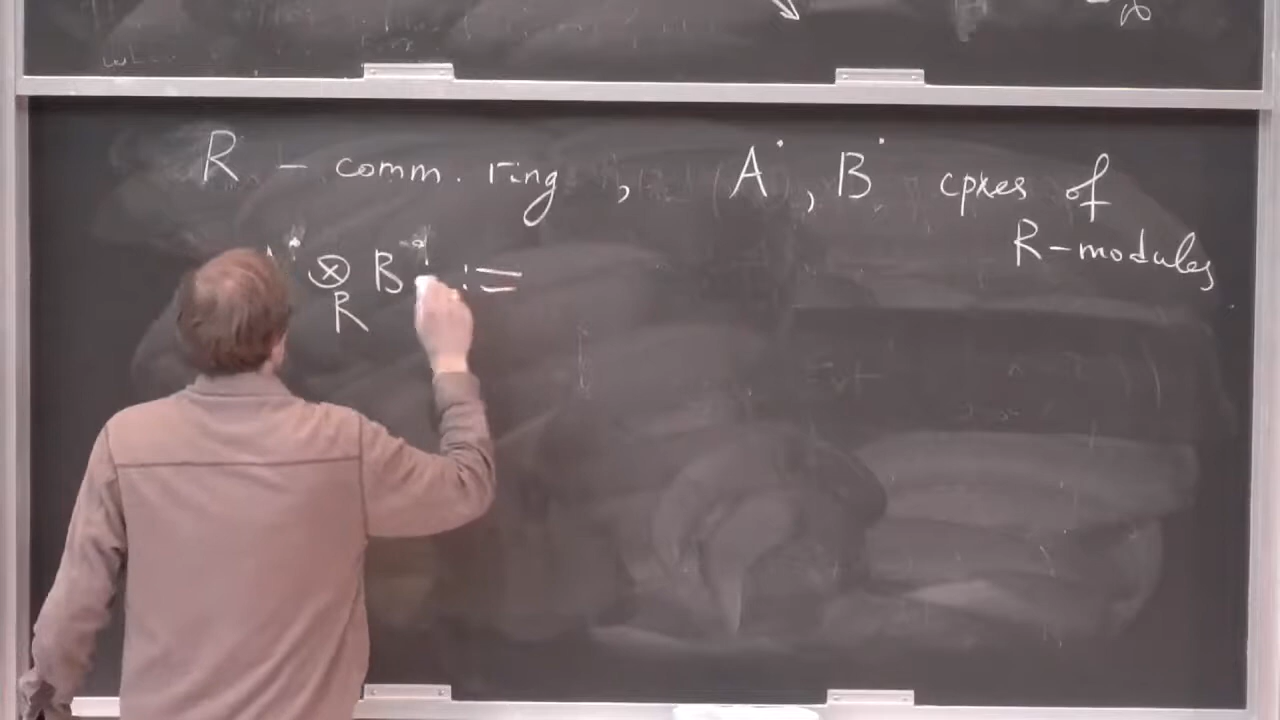 R – comm. ring , A˙, B˙ cpxes of
R-modules
⊗ B :=
R